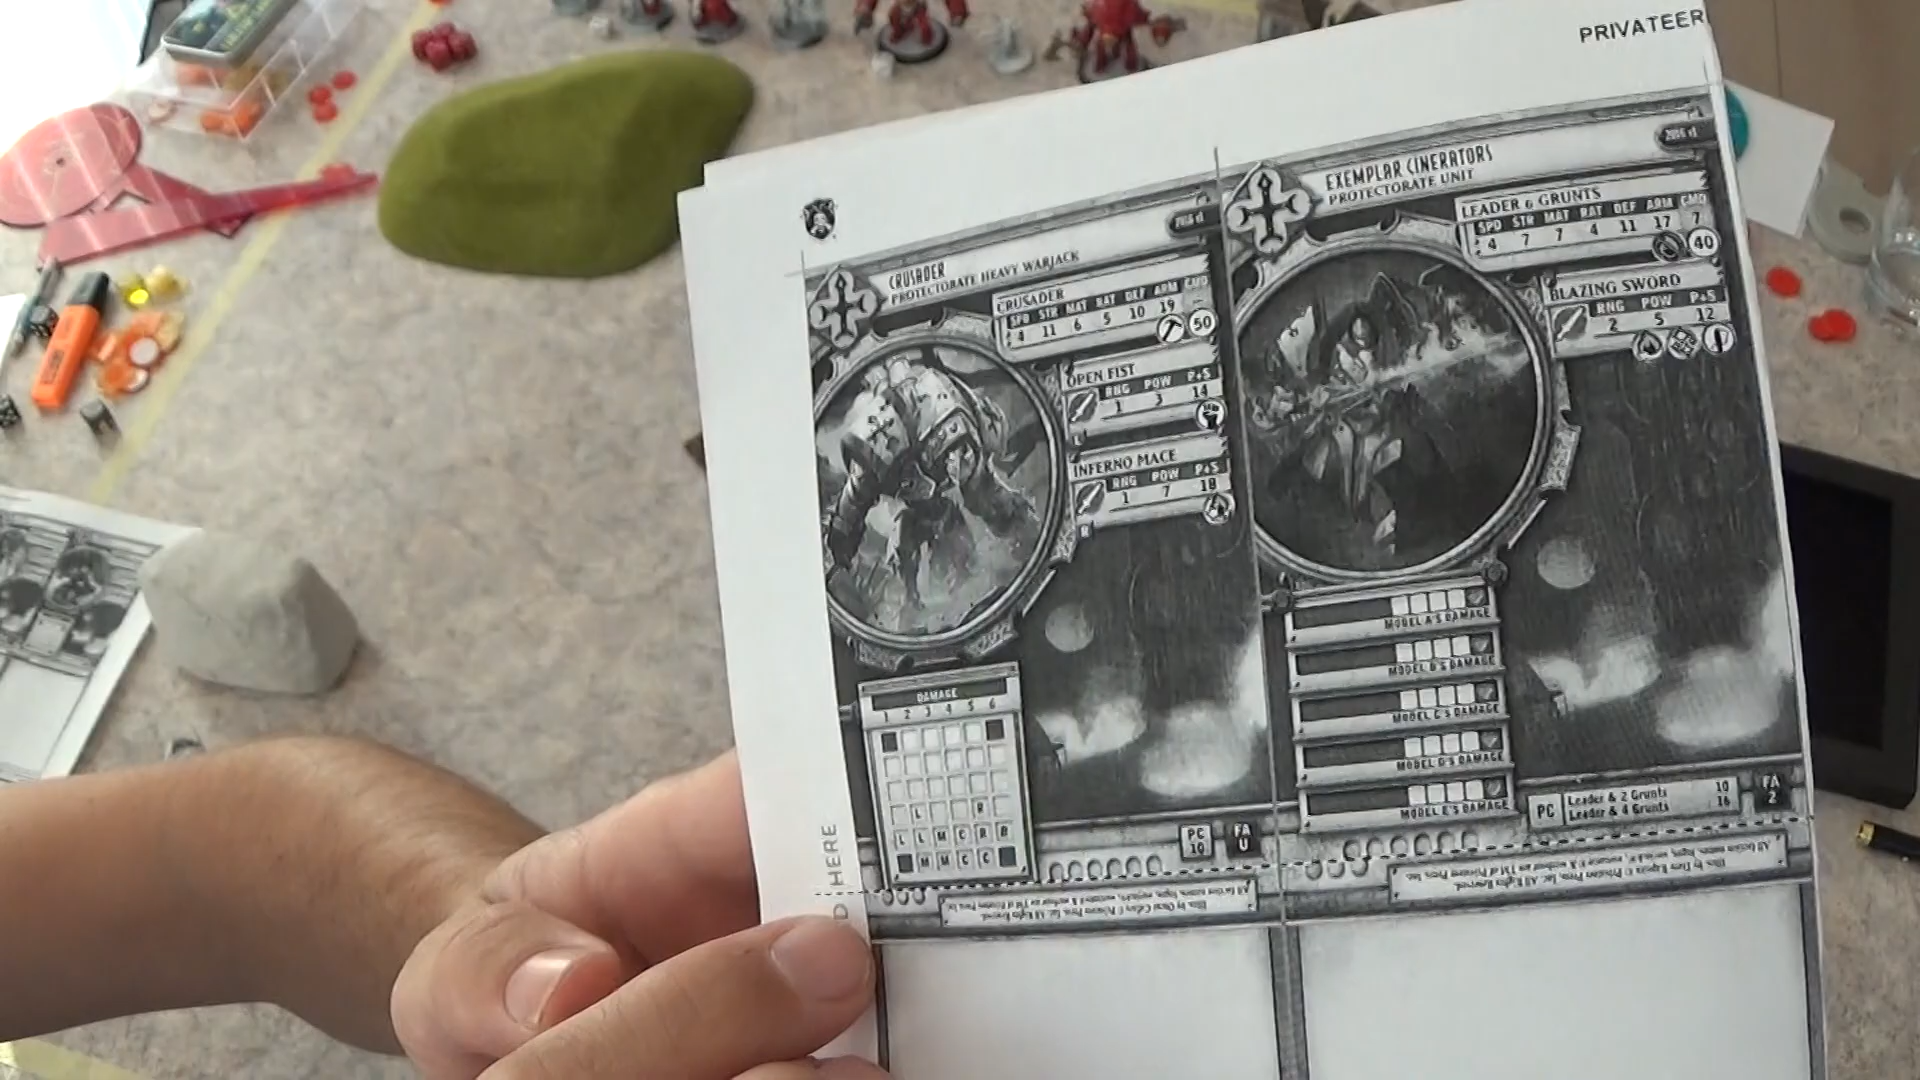 PRIVATEER
CRUSADER
PROTECTORATE HEAVY WARJACK
2016 v1
CRUSADER
SPD STR MAT RAT DEF ARM CMD
4 11 6 5 10 19 –
50
OPEN FIST
RNG POW P+S
1 3 14
L
INFERNO MACE
RNG POW P+S
1 7 18
R
DAMAGE
1 2 3 4 5 6
L R
L L M C R R
M M C C
PC
10
FA
U
EXEMPLAR CINERATORS
PROTECTORATE UNIT
2016 v1
LEADER & GRUNTS
SPD STR MAT RAT DEF ARM CMD
4 7 7 4 11 17 7
40
BLAZING SWORD
RNG POW P+S
2 5 12
MODEL A'S DAMAGE
MODEL B'S DAMAGE
MODEL C'S DAMAGE
MODEL D'S DAMAGE
MODEL E'S DAMAGE
PC
Leader & 2 Grunts 10
Leader & 4 Grunts 16
FA
2
D HERE